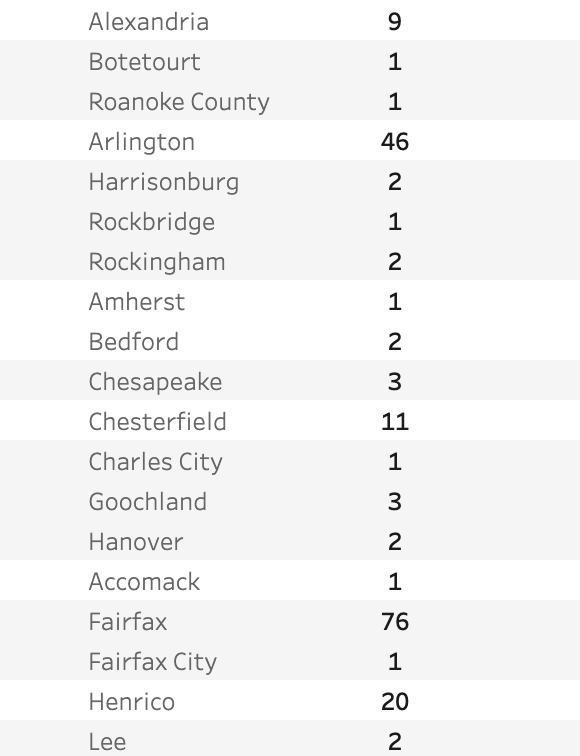 Alexandria 9
Botetourt 1
Roanoke County 1
Arlington 46
Harrisonburg 2
Rockbridge 1
Rockingham 2
Amherst 1
Bedford 2
Chesapeake 3
Chesterfield 11
Charles City 1
Goochland 3
Hanover 2
Accomack 1
Fairfax 76
Fairfax City 1
Henrico 20
Lee 2